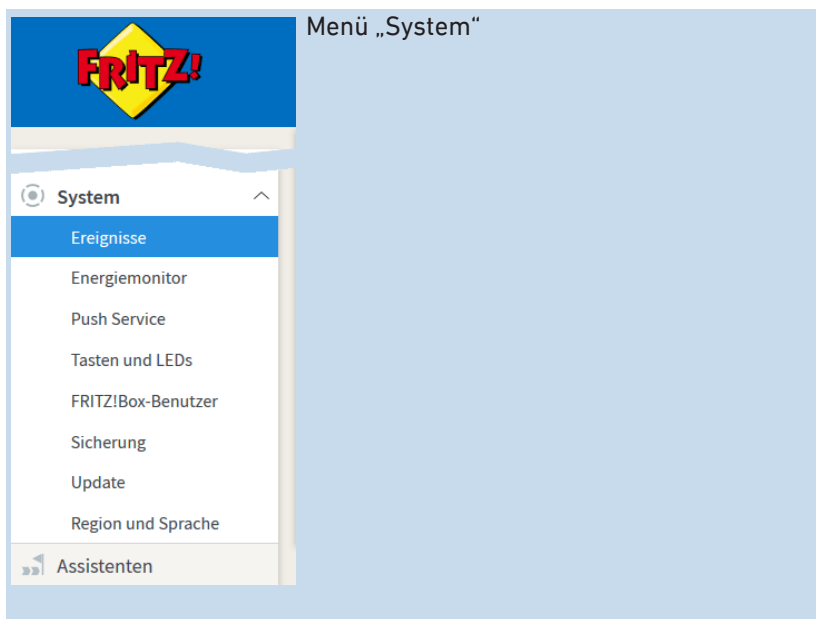 Menü „System“
FRITZ!
System
Ereignisse
Energiemonitor
Push Service
Tasten und LEDs
FRITZ!Box-Benutzer
Sicherung
Update
Region und Sprache
Assistenten